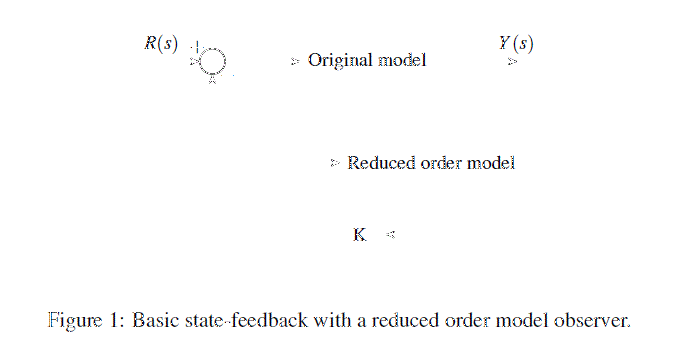 R(s) + Y(s)
Original model
Reduced order model
K
Figure 1: Basic state-feedback with a reduced order model observer.